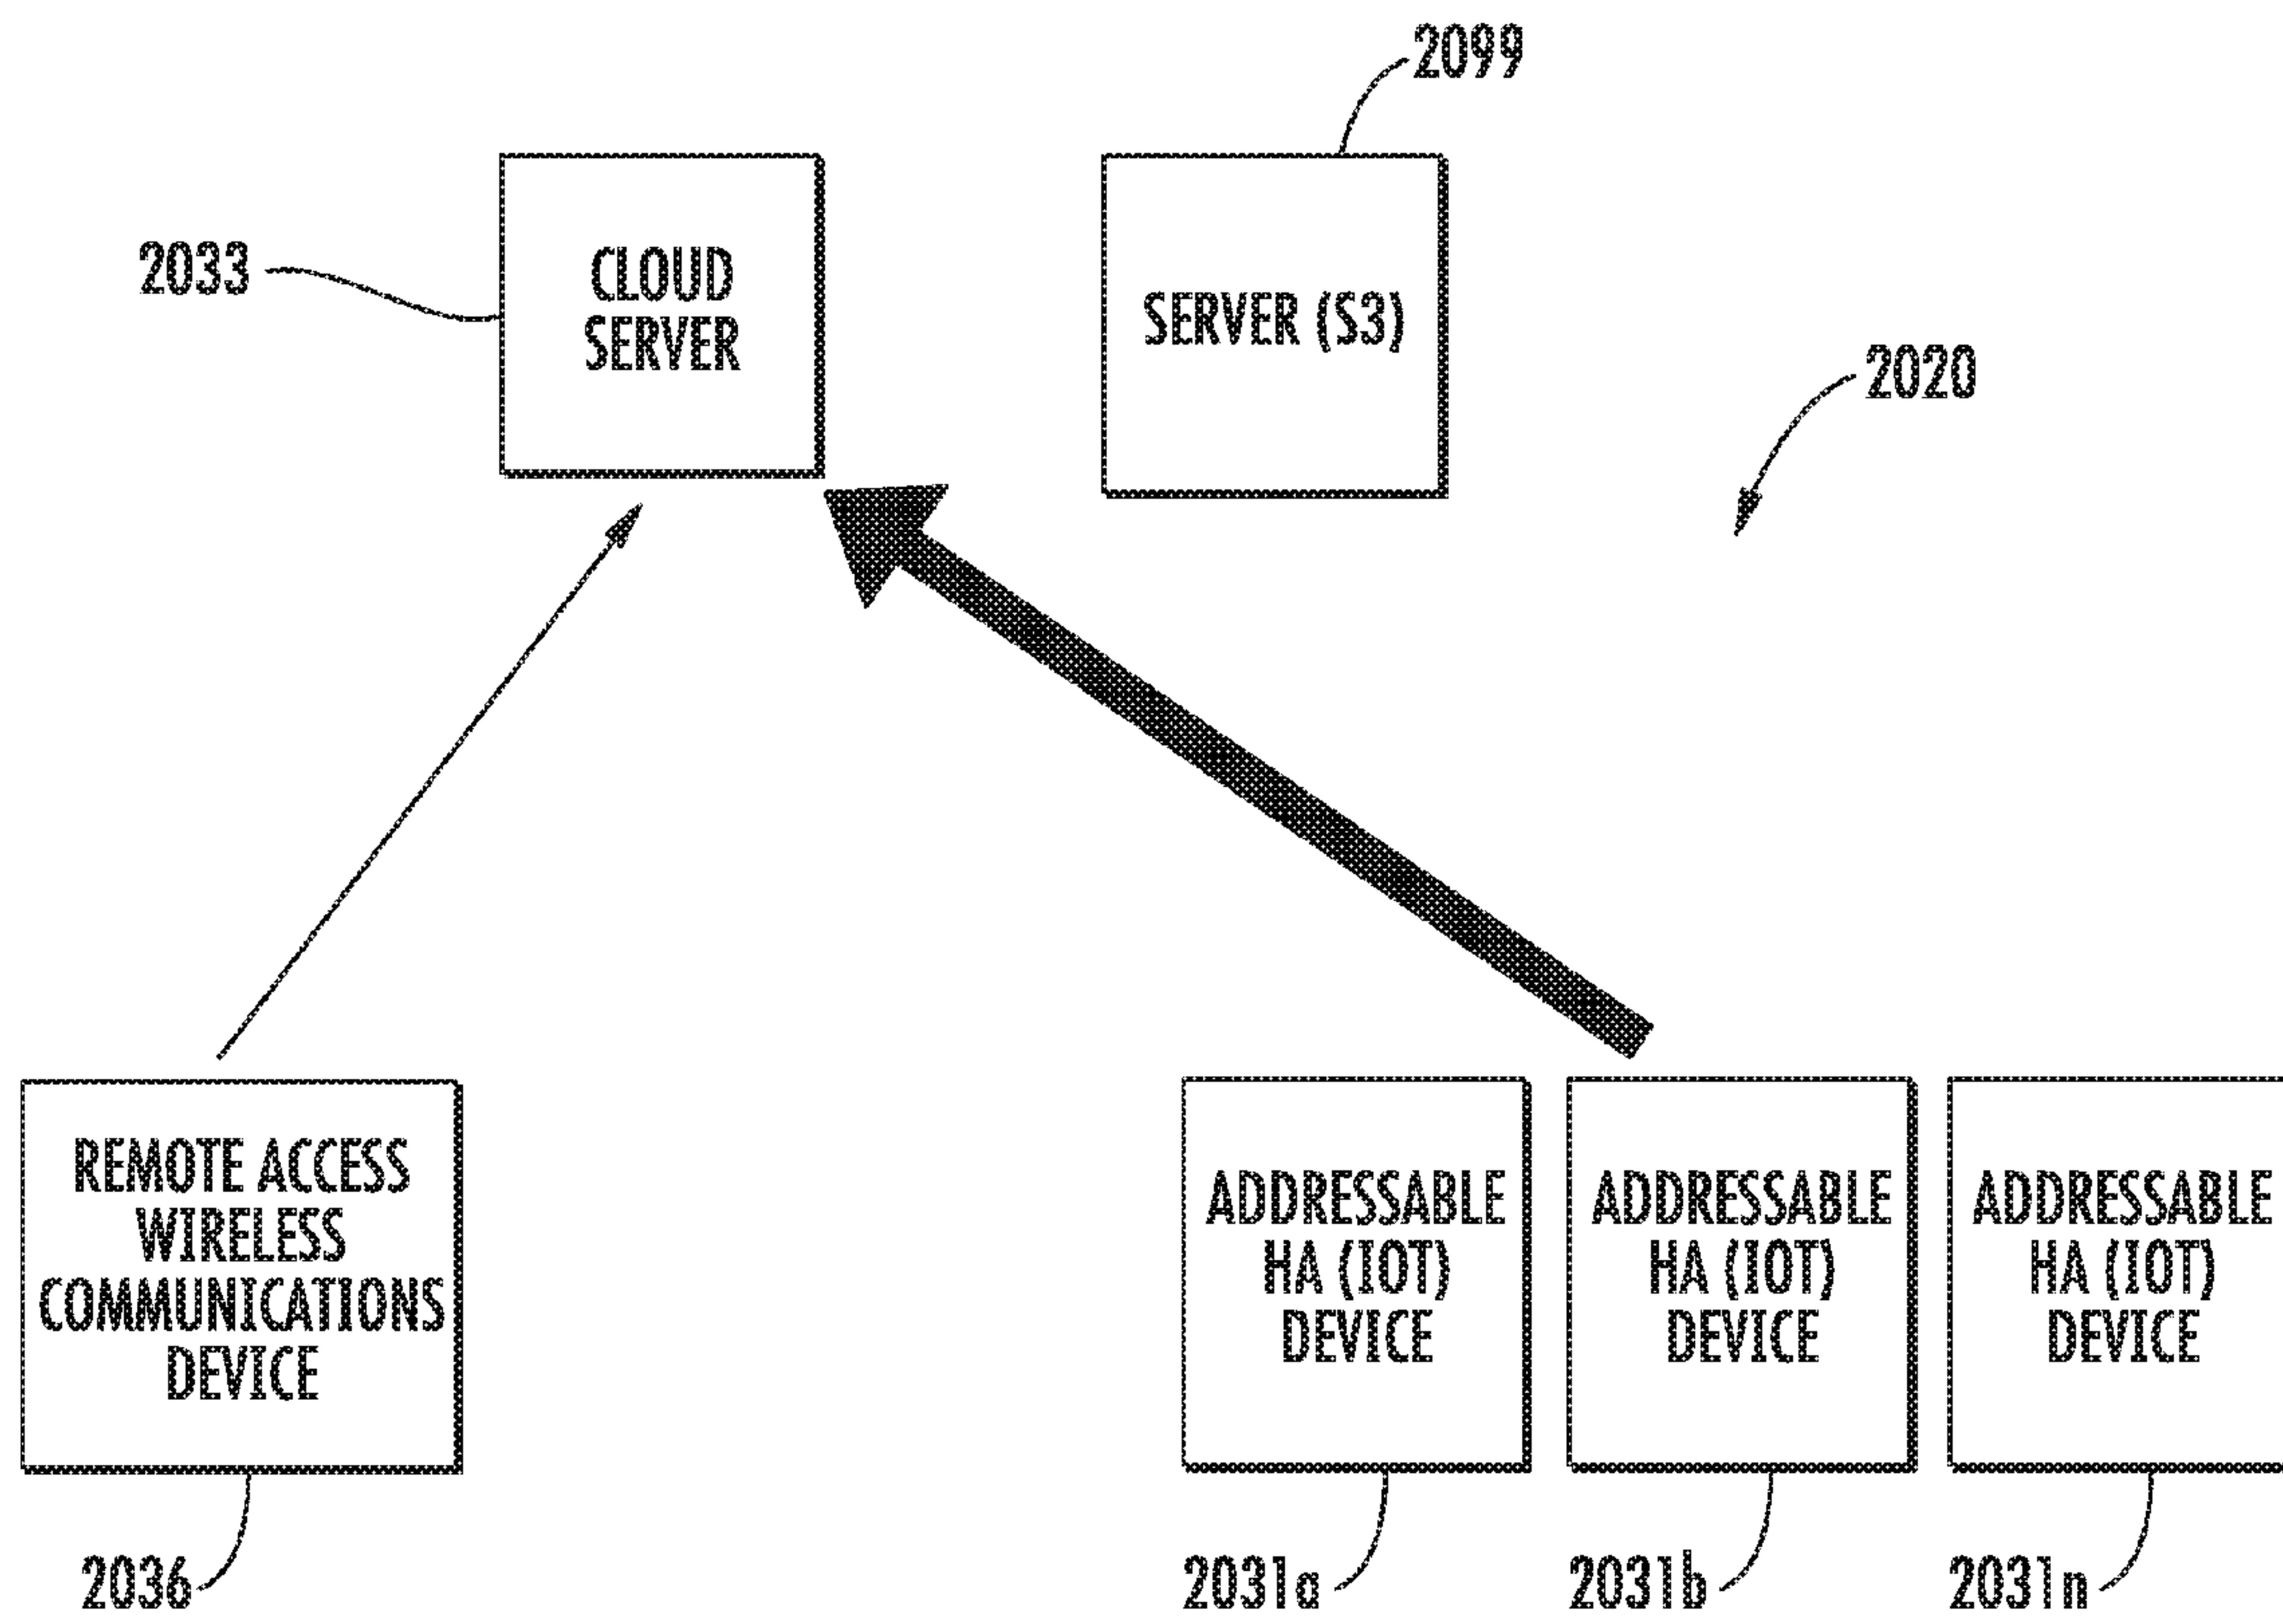 2099
2033
CLOUD
SERVER
SERVER (S3)
2020
REMOTE ACCESS
WIRELESS
COMMUNICATIONS
DEVICE
ADDRESSABLE
HA (IOT)
DEVICE
ADDRESSABLE
HA (IOT)
DEVICE
ADDRESSABLE
HA (IOT)
DEVICE
2036
2031a
2031b
2031n